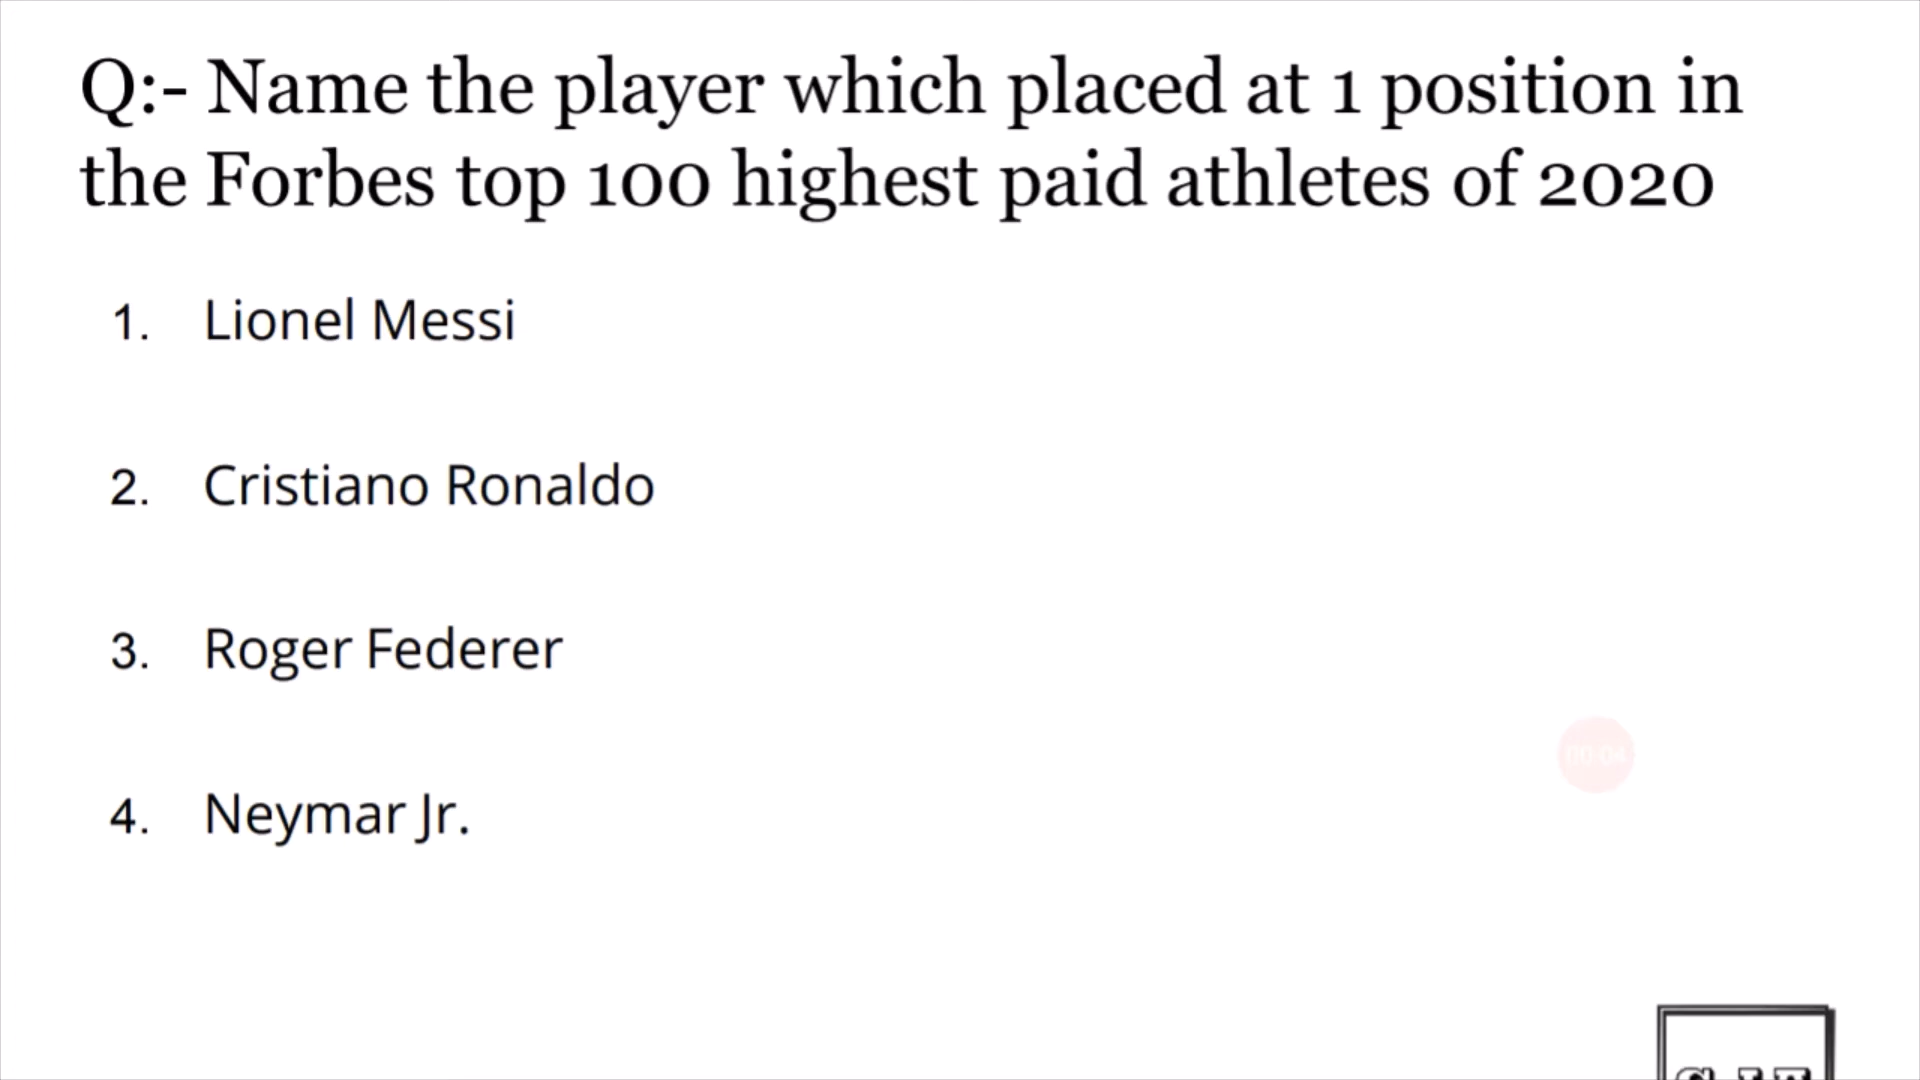 Q:- Name the player which placed at 1 position in
the Forbes top 100 highest paid athletes of 2020
1. Lionel Messi
2. Cristiano Ronaldo
3. Roger Federer
4. Neymar Jr.